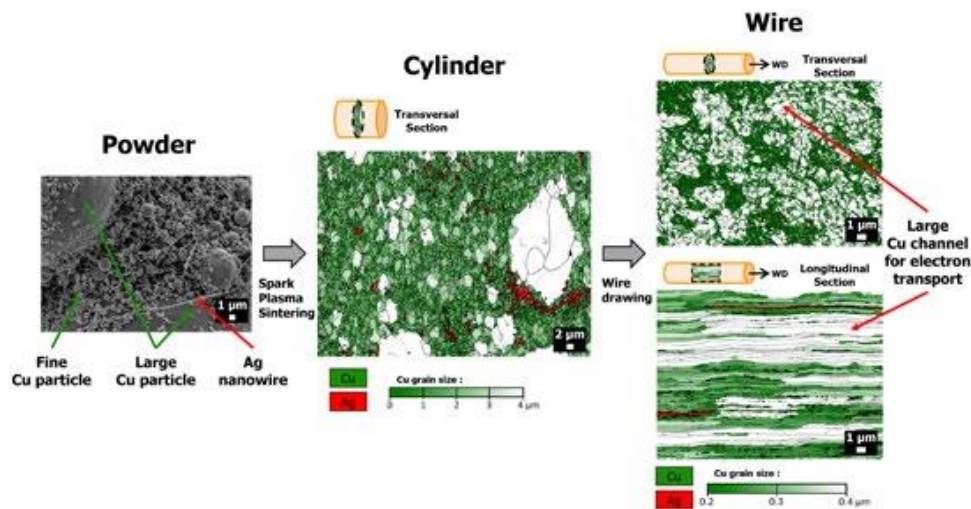 Powder
1 µm
Fine
Cu particle
Large
Cu particle
Ag
nanowire
Spark
Plasma
Sintering
Cylinder
Transversal
Section
2 µm
Cu
Ag
Cu grain size :
0 1 2 3 4 µm
Wire
drawing
Wire
WD
Transversal
Section
1 µm
Large
Cu channel
for electron
transport
WD
Longitudinal
Section
1 µm
Cu
Ag
Cu grain size :
0.2 0.3 0.4 µm